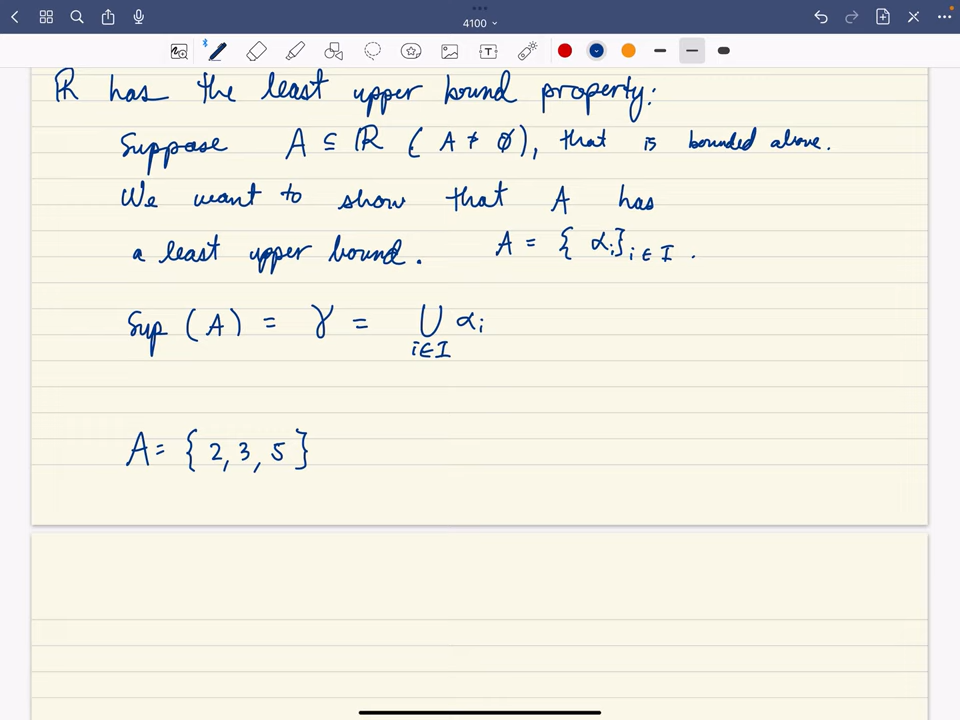 4100
ℝ has the least upper bound property:
Suppose A ⊆ ℝ ( A ≠ ∅), that is bounded above.
We want to show that A has
a least upper bound. A = { αi}i ∈ I .
Sup (A) = γ = ⋃i∈I αi
A = { 2, 3, 5 }